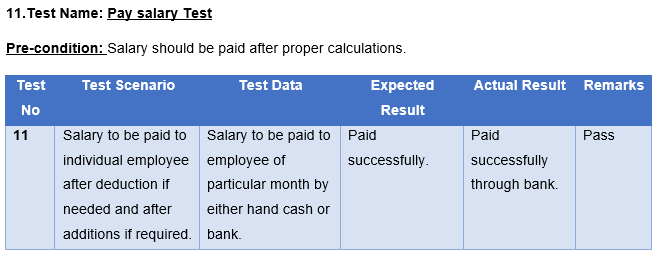 11.Test Name: Pay salary Test
Pre-condition: Salary should be paid after proper calculations.
Test No
Test Scenario
Test Data
Expected Result
Actual Result
Remarks
11
Salary to be paid to
individual employee
after deduction if
needed and after
additions if required.
Salary to be paid to
employee of
particular month by
either hand cash or
bank.
Paid
successfully.
Paid
successfully
through bank.
Pass